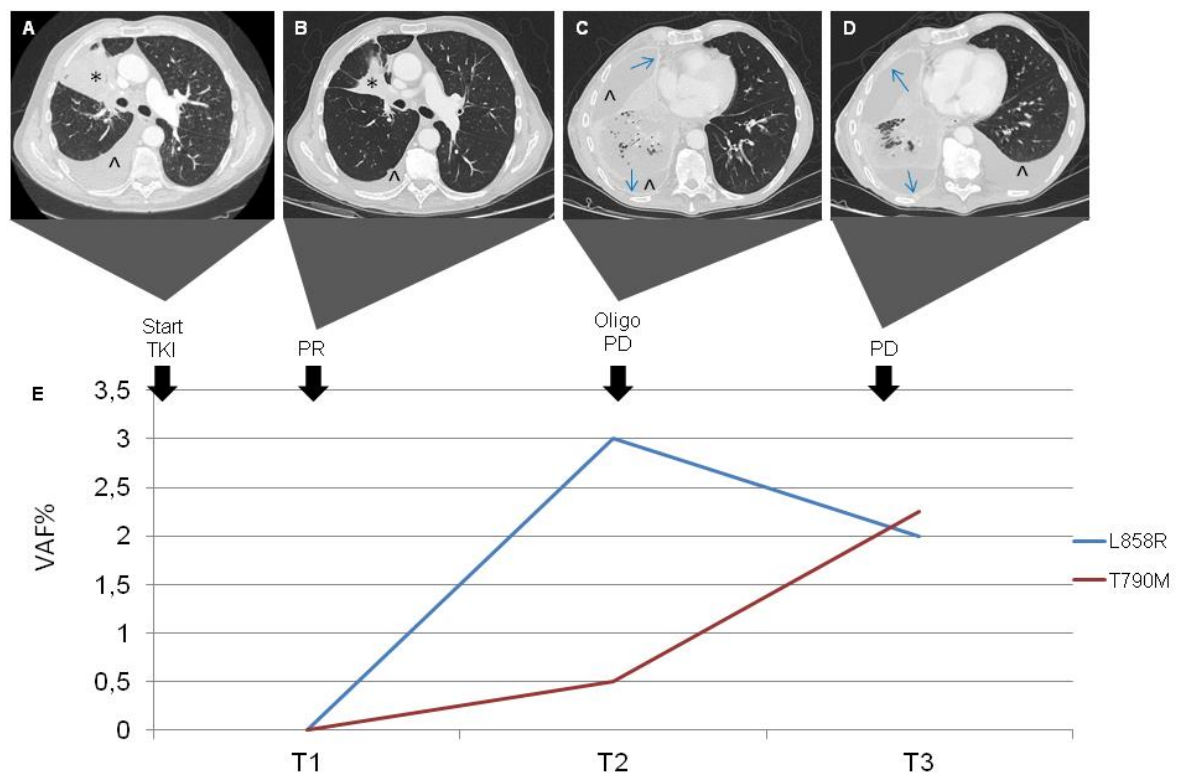 A
B
C
D
*
^
*
^
^
^
^
Start
TKI
PR
Oligo
PD
PD
E
3,5
3
2,5
2
1,5
1
0,5
0
VAF%
T1
T2
T3
L858R
T790M